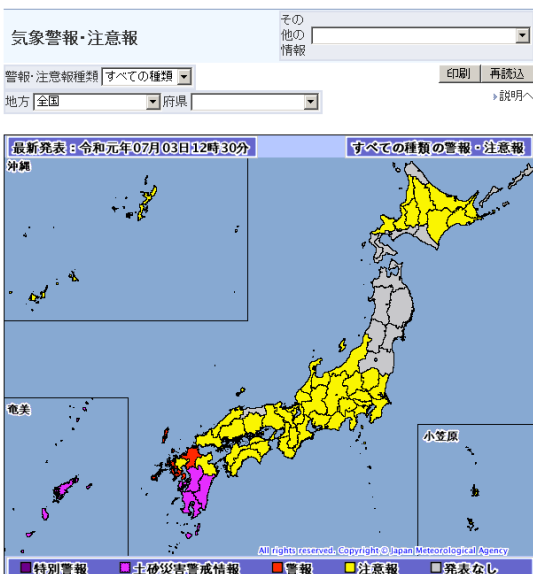 気象警報・注意報
その
他の
情報
警報・注意報種類 すべての種類
印刷 再読込
地方 全国 府県
説明へ
最新発表：令和元年07月03日12時30分 すべての種類の警報・注意報
沖縄
奄美
小笠原
All rights reserved. Copyright © Japan Meteorological Agency
特別警報 土砂災害警戒情報 警報 注意報 発表なし